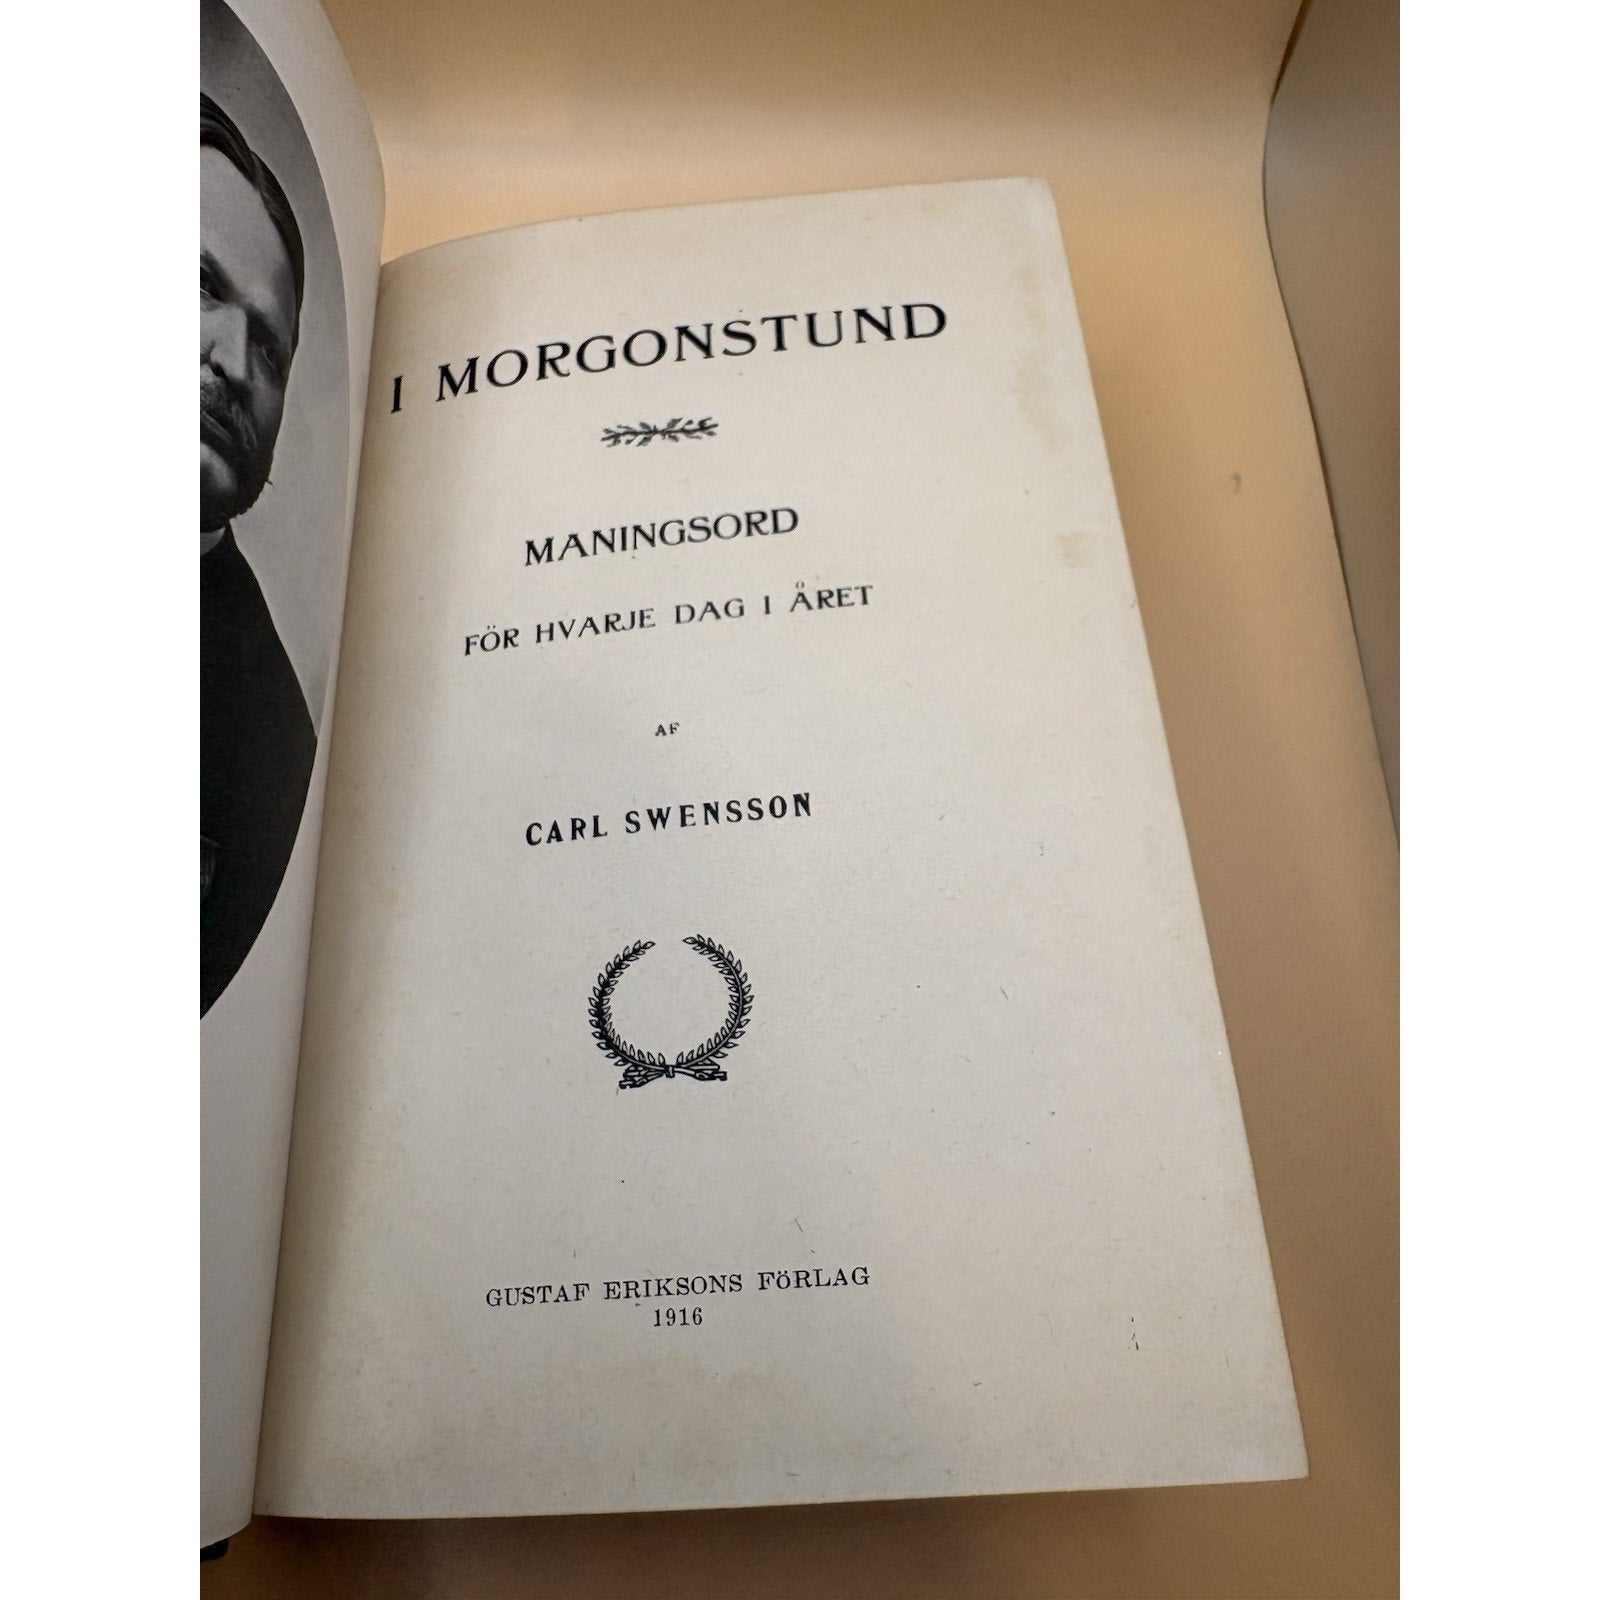 I MORGONSTUND
MANINGSORD
FÖR HVARJE DAG I ÅRET
AF
CARL SWENSSON
GUSTAF ERIKSONS FÖRLAG
1916